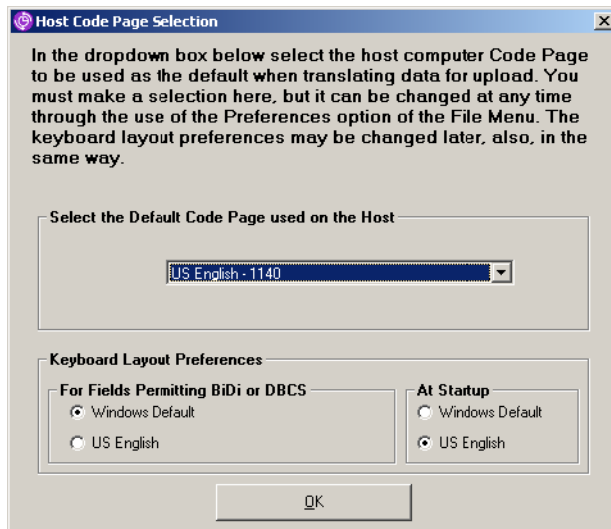 Host Code Page Selection
In the dropdown box below select the host computer Code Page
to be used as the default when translating data for upload. You
must make a selection here, but it can be changed at any time
through the use of the Preferences option of the File Menu. The
keyboard layout preferences may be changed later, also, in the
same way.
Select the Default Code Page used on the Host
US English - 1140
Keyboard Layout Preferences
For Fields Permitting BiDi or DBCS
Windows Default
US English
At Startup
Windows Default
US English
OK